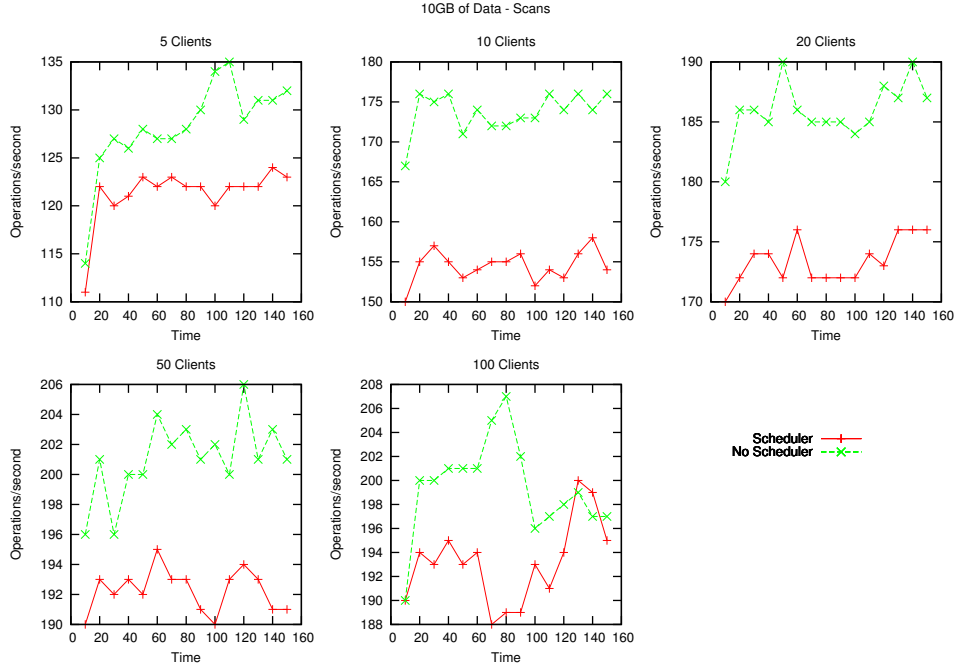 10GB of Data - Scans
5 Clients
10 Clients
20 Clients
Operations/second
135
130
125
120
115
110
0 20 40 60 80 100 120 140 160
Time
Operations/second
180
175
170
165
160
155
150
0 20 40 60 80 100 120 140 160
Time
Operations/second
190
185
180
175
170
0 20 40 60 80 100 120 140 160
Time
50 Clients
100 Clients
Operations/second
206
204
202
200
198
196
194
192
190
0 20 40 60 80 100 120 140 160
Time
Operations/second
208
206
204
202
200
198
196
194
192
190
188
0 20 40 60 80 100 120 140 160
Time
Scheduler
No Scheduler